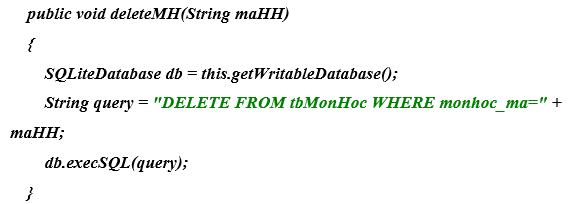 public void deleteMH(String maHH)
{
SQLiteDatabase db = this.getWritableDatabase();
String query = "DELETE FROM tbMonHoc WHERE monhoc_ma=" +
maHH;
db.execSQL(query);
}